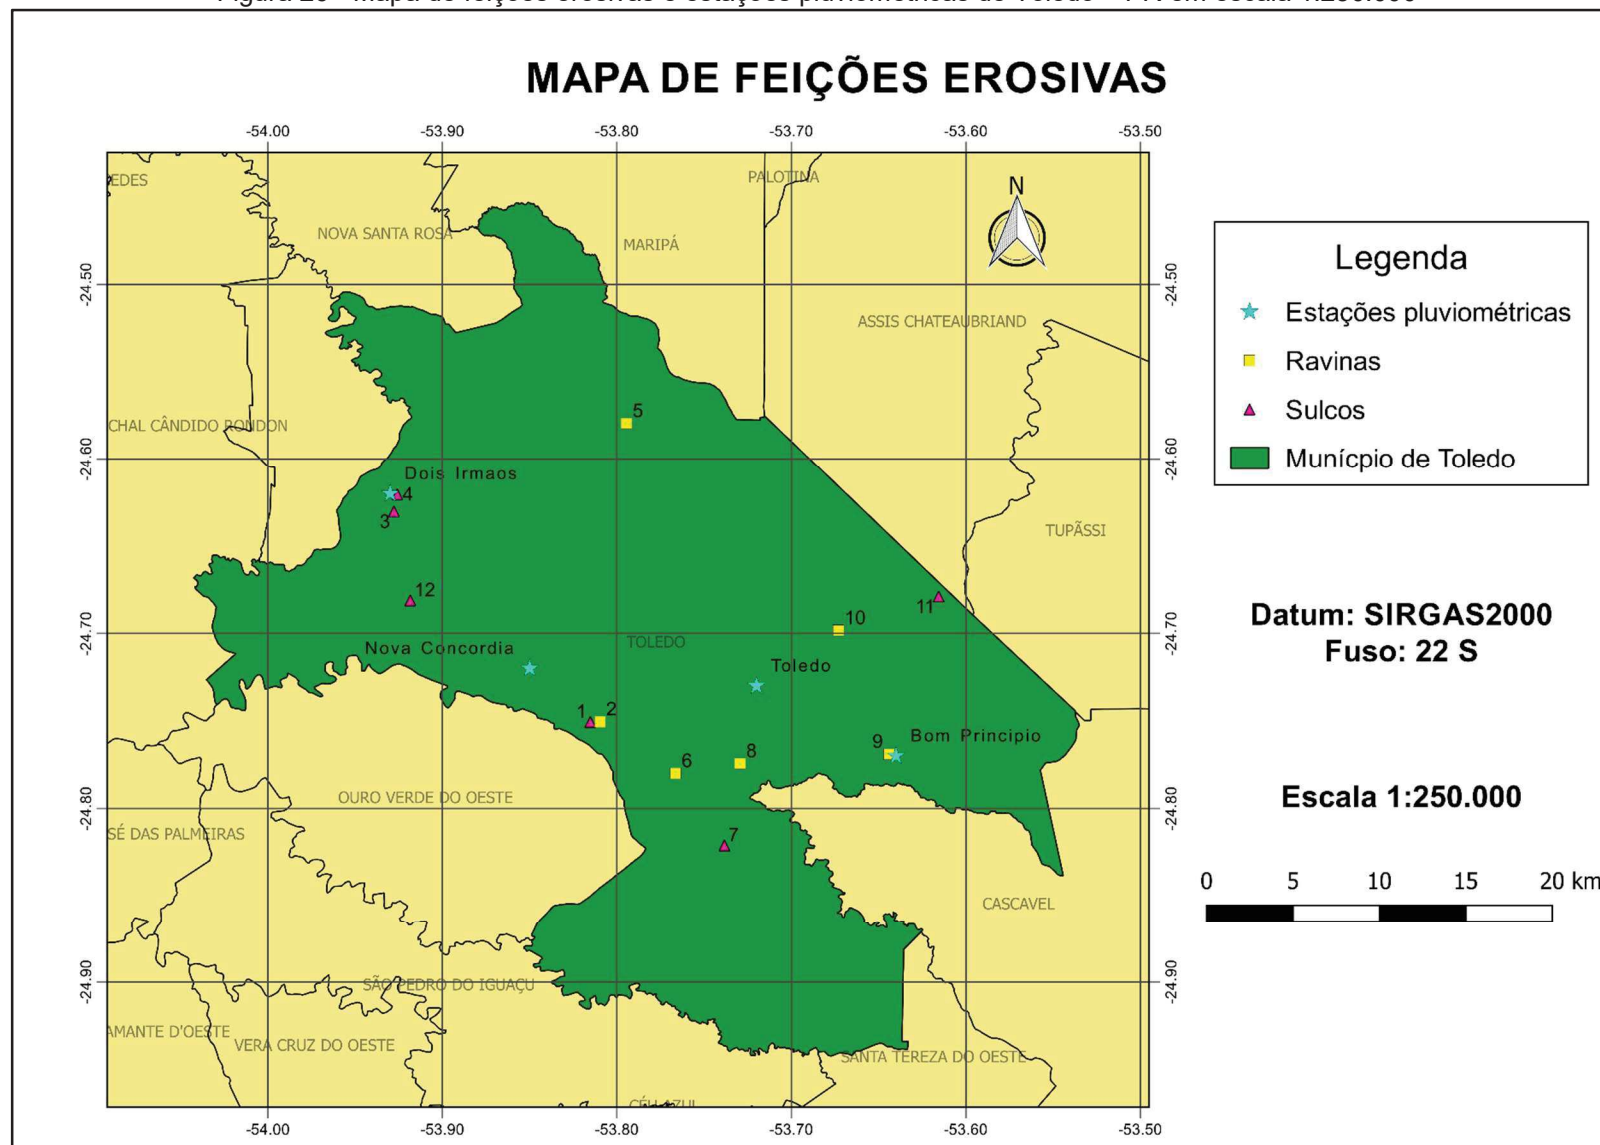 MAPA DE FEIÇÕES EROSIVAS
-54.00 -53.90 -53.80 -53.70 -53.60 -53.50
EDES
PALOTINA
N
NOVA SANTA ROSA
MARIPÁ
-24.50 -24.50
ASSIS CHATEAUBRIAND
5
CHAL CÂNDIDO RONDON
-24.60 -24.60
Dois Irmaos
4
3
TUPÃSSI
12
11
10
-24.70 -24.70
TOLEDO
Nova Concordia
Toledo
1 2
Bom Principio
9
8
6
OURO VERDE DO OESTE
-24.80 -24.80
SÉ DAS PALMEIRAS
7
CASCAVEL
-24.90 -24.90
SÃO PEDRO DO IGUAÇU
AMANTE D'OESTE
VERA CRUZ DO OESTE
SANTA TEREZA DO OESTE
-54.00 -53.90 -53.80 -53.70 -53.60 -53.50
Legenda
Estações pluviométricas
Ravinas
Sulcos
Munícpio de Toledo
Datum: SIRGAS2000
Fuso: 22 S
Escala 1:250.000
0 5 10 15 20 km